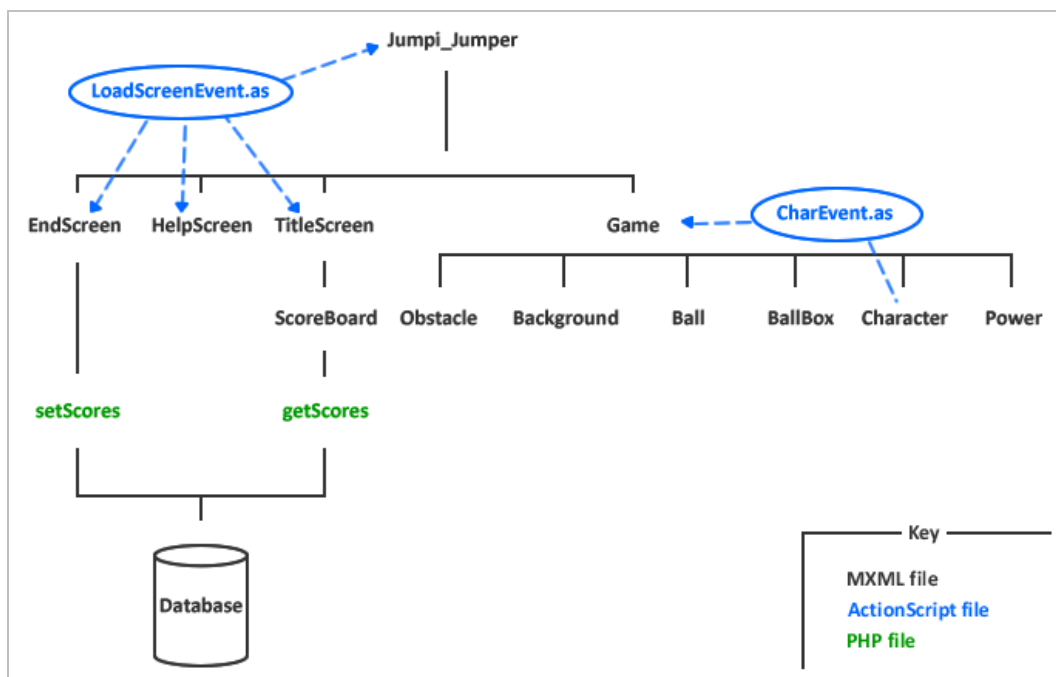 Jumpi_Jumper
LoadScreenEvent.as
EndScreen
HelpScreen
TitleScreen
Game
CharEvent.as
ScoreBoard
Obstacle
Background
Ball
BallBox
Character
Power
setScores
getScores
Database
Key
MXML file
ActionScript file
PHP file